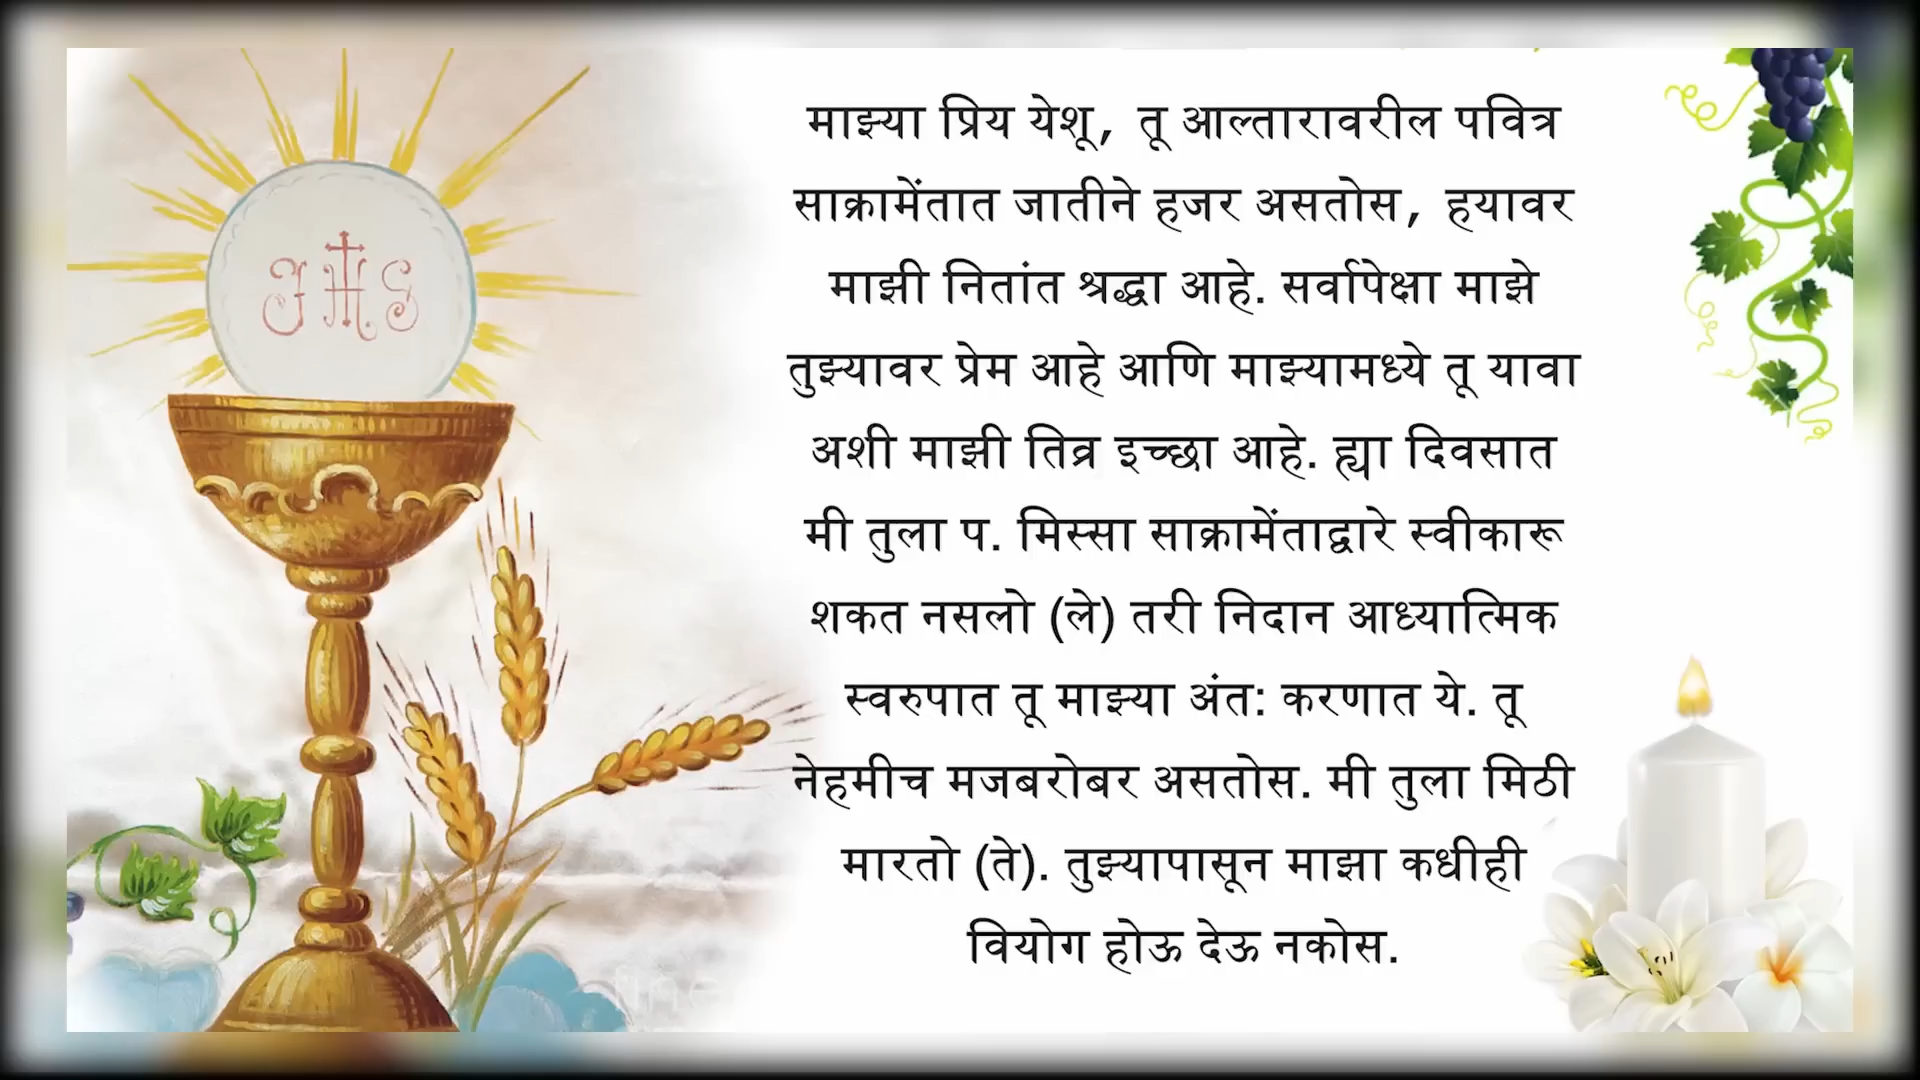 JHS
माझ्या प्रिय येशू, तू आल्तारावरील पवित्र
साक्रामेंतात जातीने हजर असतोस, हयावर
माझी नितांत श्रद्धा आहे. सर्वापेक्षा माझे
तुझ्यावर प्रेम आहे आणि माझ्यामध्ये तू यावा
अशी माझी तिव्र इच्छा आहे. ह्या दिवसात
मी तुला प. मिस्सा साक्रामेंताद्वारे स्वीकारू
शकत नसलो (ले) तरी निदान आध्यात्मिक
स्वरुपात तू माझ्या अंत: करणात ये. तू
नेहमीच मजबरोबर असतोस. मी तुला मिठी
मारतो (ते). तुझ्यापासून माझा कधीही
वियोग होऊ देऊ नकोस.